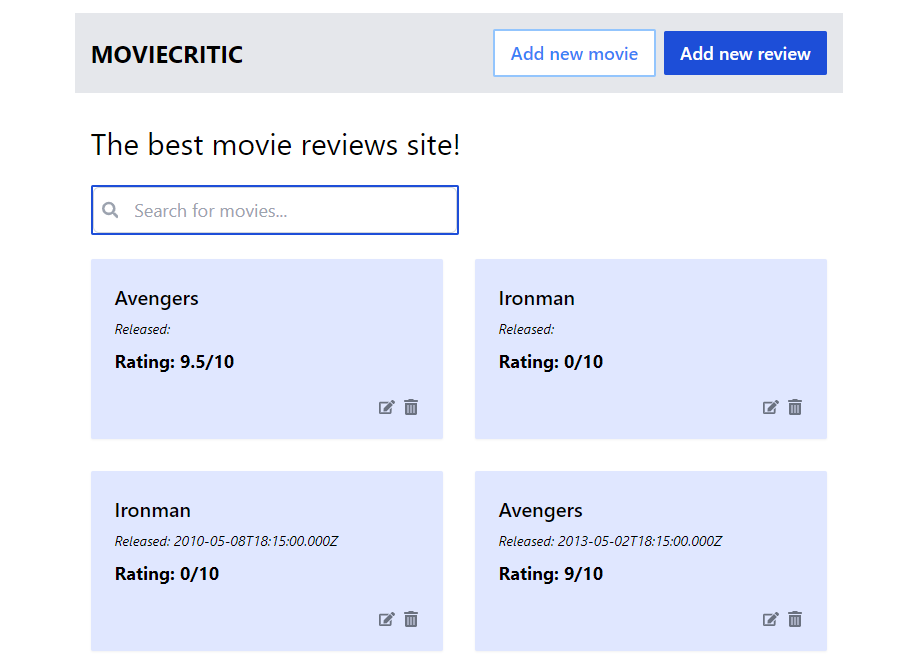 MOVIECRITIC
Add new movie
Add new review
The best movie reviews site!
Search for movies...
Avengers
Released:
Rating: 9.5/10
Ironman
Released:
Rating: 0/10
Ironman
Released: 2010-05-08T18:15:00.000Z
Rating: 0/10
Avengers
Released: 2013-05-02T18:15:00.000Z
Rating: 9/10